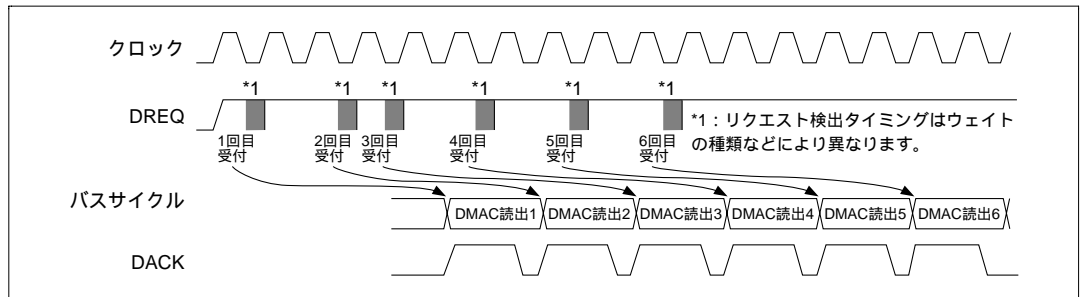 クロック
*1 *1 *1 *1 *1 *1
DREQ
*1：リクエスト検出タイミングはウェイト
の種類などにより異なります。
1回目
受付
2回目
受付
3回目
受付
4回目
受付
5回目
受付
6回目
受付
バスサイクル
DMAC読出1 DMAC読出2 DMAC読出3 DMAC読出4 DMAC読出5 DMAC読出6
DACK